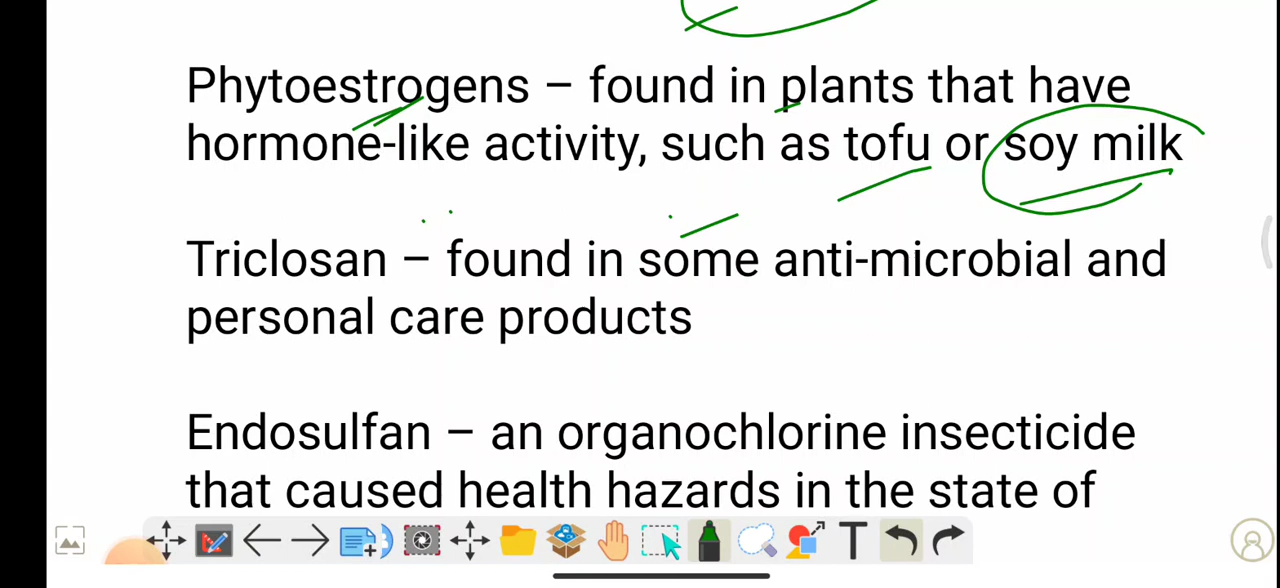 Phytoestrogens – found in plants that have
hormone-like activity, such as tofu or soy milk
Triclosan – found in some anti-microbial and
personal care products
Endosulfan – an organochlorine insecticide
that caused health hazards in the state of
T